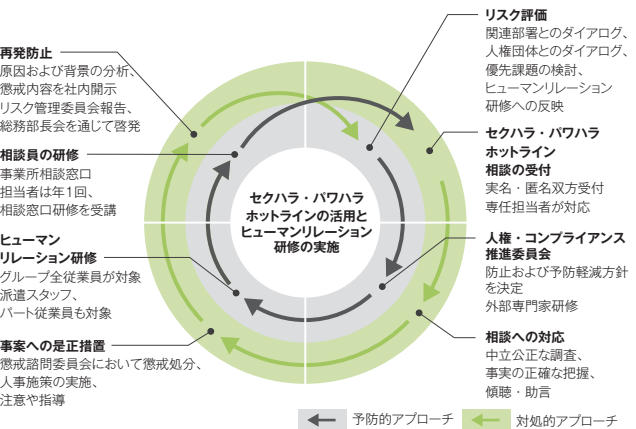 リスク評価
関連部署とのダイアログ、
人権団体とのダイアログ、
優先課題の検討、
ヒューマンリレーション
研修への反映
セクハラ・パワハラ
ホットライン
相談の受付
実名・匿名双方受付
専任担当者が対応
人権・コンプライアンス
推進委員会
防止および予防軽減方針
を決定
外部専門家研修
相談への対応
中立公正な調査、
事実の正確な把握、
傾聴・助言
再発防止
原因および背景の分析、
懲戒内容を社内開示
リスク管理委員会報告、
総務部長会を通じて啓発
相談員の研修
事業所相談窓口
担当者は年1回、
相談窓口研修を受講
ヒューマン
リレーション研修
グループ全従業員が対象
派遣スタッフ、
パート従業員も対象
事案への是正措置
懲戒諮問委員会において懲戒処分、
人事施策の実施、
注意や指導
セクハラ・パワハラ
ホットラインの活用と
ヒューマンリレーション
研修の実施
予防的アプローチ
対処的アプローチ